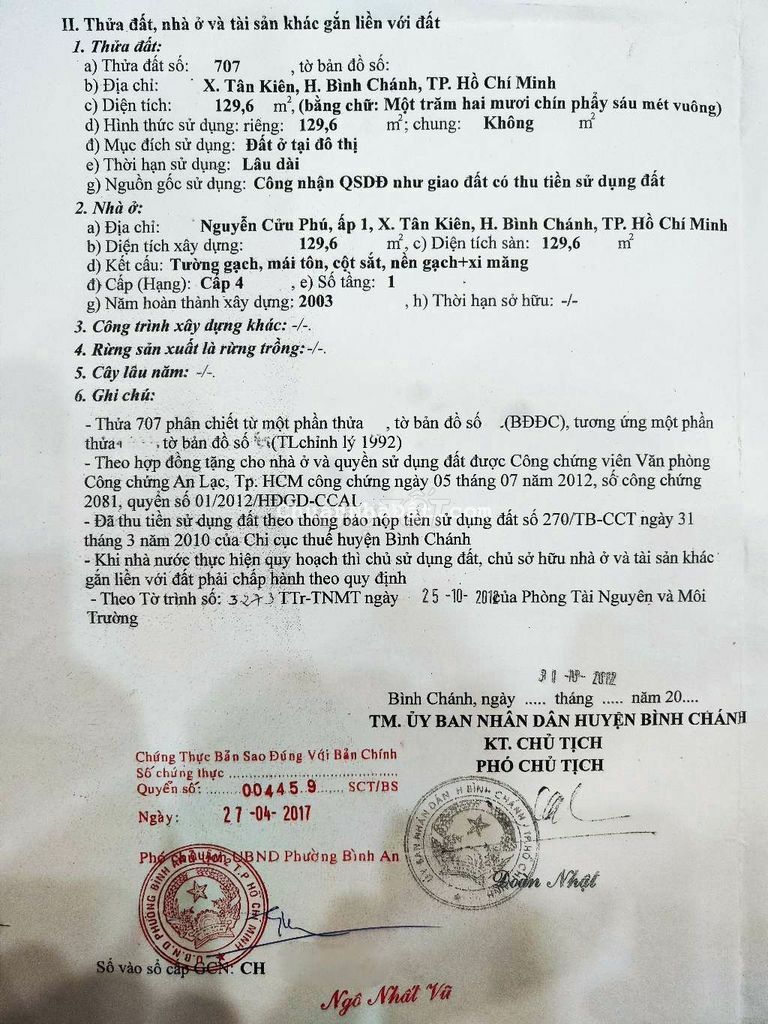 II. Thửa đất, nhà ở và tài sản khác gắn liền với đất
1. Thửa đất:
a) Thửa đất số: 707 , tờ bản đồ số:
b) Địa chỉ: X. Tân Kiên, H. Bình Chánh, TP. Hồ Chí Minh
c) Diện tích: 129,6 m², (bằng chữ: Một trăm hai mươi chín phẩy sáu mét vuông)
d) Hình thức sử dụng: riêng: 129,6 m²; chung: Không m²
đ) Mục đích sử dụng: Đất ở tại đô thị
e) Thời hạn sử dụng: Lâu dài
g) Nguồn gốc sử dụng: Công nhận QSDĐ như giao đất có thu tiền sử dụng đất
2. Nhà ở:
a) Địa chỉ: Nguyễn Cửu Phú, ấp 1, X. Tân Kiên, H. Bình Chánh, TP. Hồ Chí Minh
b) Diện tích xây dựng: 129,6 m², c) Diện tích sàn: 129,6 m²
d) Kết cấu: Tường gạch, mái tôn, cột sắt, nền gạch+xi măng
đ) Cấp (Hạng): Cấp 4 , e) Số tầng: 1
g) Năm hoàn thành xây dựng: 2003 , h) Thời hạn sở hữu: -/-
3. Công trình xây dựng khác: -/-.
4. Rừng sản xuất là rừng trồng:-/-.
5. Cây lâu năm: -/-.
6. Ghi chú:
- Thửa 707 phân chiết từ một phần thửa , tờ bản đồ số (BĐĐC), tương ứng một phần
thửa , tờ bản đồ số (TLchỉnh lý 1992)
- Theo hợp đồng tặng cho nhà ở và quyền sử dụng đất được Công chứng viên Văn phòng
Công chứng An Lạc, Tp. HCM công chứng ngày 05 tháng 07 năm 2012, số công chứng
2081, quyển số 01/2012/HĐGD-CCAL
- Đã thu tiền sử dụng đất theo thông báo nộp tiền sử dụng đất số 270/TB-CCT ngày 31
tháng 3 năm 2010 của Chi cục thuế huyện Bình Chánh
- Khi nhà nước thực hiện quy hoạch thì chủ sử dụng đất, chủ sở hữu nhà ở và tài sản khác
gắn liền với đất phải chấp hành theo quy định
- Theo Tờ trình số: 3273 TTr-TNMT ngày 25 -10- 2012 của Phòng Tài Nguyên và Môi
Trường
31 -10- 2012
Bình Chánh, ngày ..... tháng ..... năm 20....
TM. ỦY BAN NHÂN DÂN HUYỆN BÌNH CHÁNH
KT. CHỦ TỊCH
PHÓ CHỦ TỊCH
Chứng Thực Bản Sao Đúng Với Bản Chính
Số chứng thực
Quyển số: 004459 SCT/BS
Ngày: 27 -04- 2017
Phó Chủ tịch UBND Phường Bình An
Đoàn Nhật
Số vào sổ cấp GCN: CH
Ngô Nhất Vũ